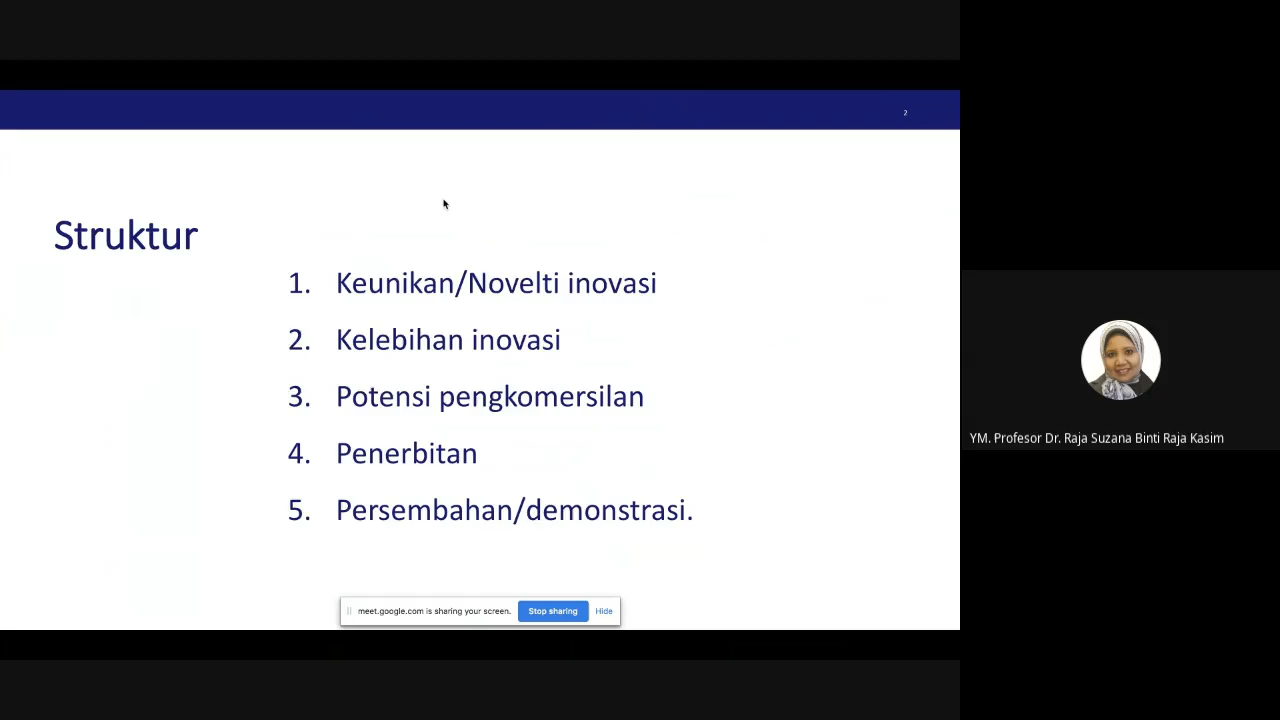 2
Struktur
1. Keunikan/Novelti inovasi
2. Kelebihan inovasi
3. Potensi pengkomersilan
4. Penerbitan
5. Persembahan/demonstrasi.
meet.google.com is sharing your screen. Stop sharing Hide
YM. Profesor Dr. Raja Suzana Binti Raja Kasim